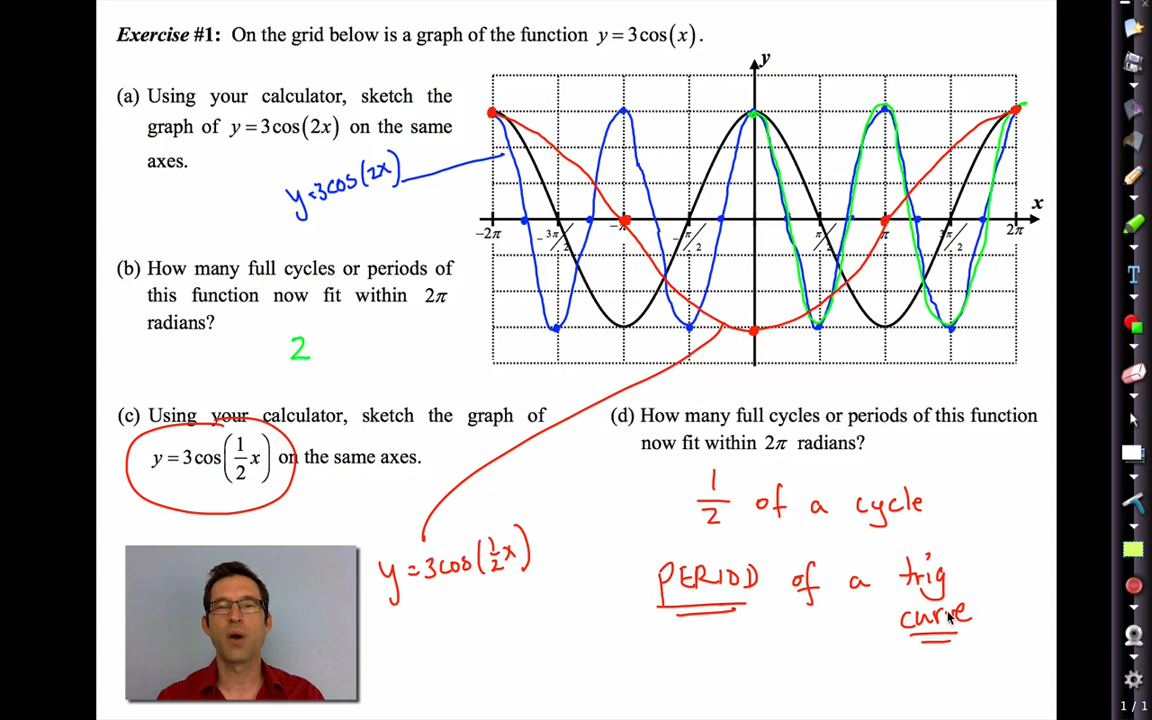 Exercise #1: On the grid below is a graph of the function y = 3cos(x).
(a) Using your calculator, sketch the
graph of y = 3cos(2x) on the same
axes.
y=3cos(2x)
y
x
−2π
−3π/2
−π
−π/2
π/2
π
3π/2
2π
(b) How many full cycles or periods of
this function now fit within 2π
radians?
2
(c) Using your calculator, sketch the graph of
y = 3cos(1/2 x) on the same axes.
y=3cos(1/2 x)
(d) How many full cycles or periods of this function
now fit within 2π radians?
1/2 of a cycle
PERIOD of a trig
curve
1 / 1